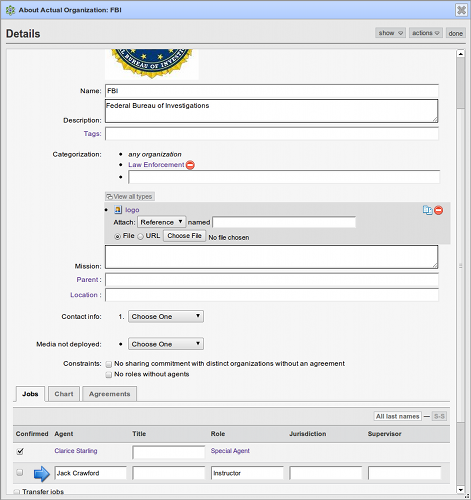 About Actual Organization: FBI
Details
show
actions
done
AL BUREAU OF INVESTI
Name:
FBI
Description:
Federal Bureau of Investigations
Tags:
Categorization:
• any organization
• Law Enforcement
•
View all types
• logo
Attach: Reference named
File URL Choose File No file chosen
Mission:
Parent :
Location :
Contact info: 1. Choose One
Media not deployed: • Choose One
Constraints: No sharing commitment with distinct organizations without an agreement
No roles without agents
Jobs Chart Agreements
All last names — S-S
Confirmed Agent Title Role Jurisdiction Supervisor
Clarice Starling Special Agent
Jack Crawford Instructor
Transfer jobs